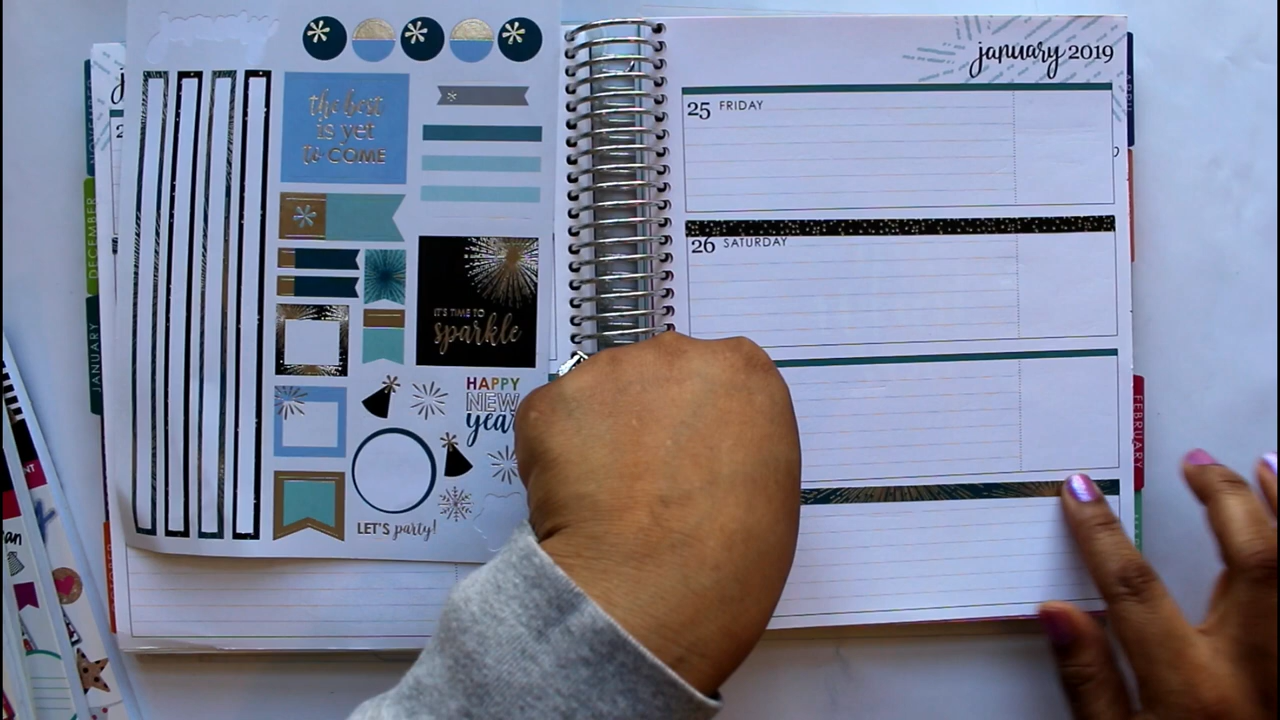 the best
is yet
to COME
IT'S TIME TO
sparkle
HAPPY
NEW
year
LET'S party!
january 2019
25 FRIDAY
26 SATURDAY
NOVEMBER
DECEMBER
JANUARY
FEBRUARY